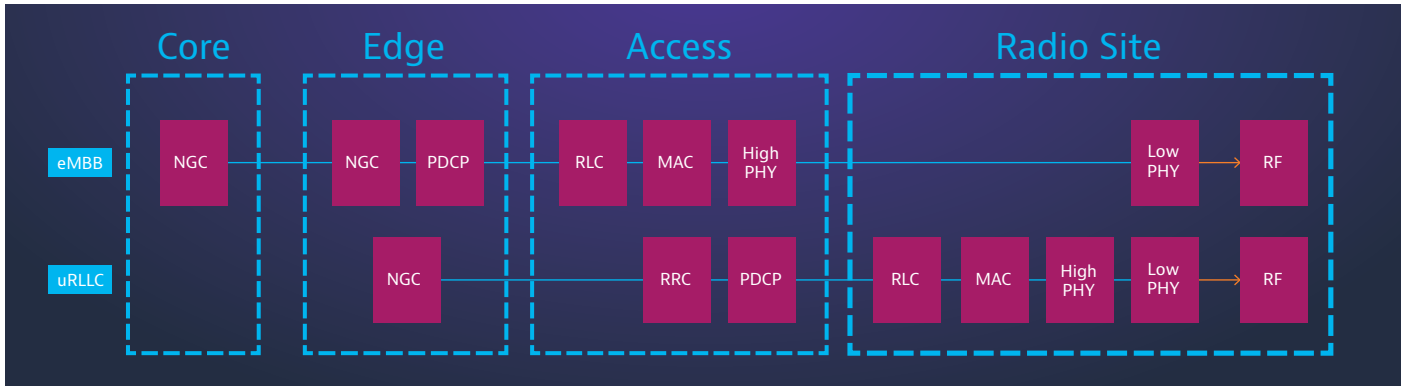 Core
Edge
Access
Radio Site
eMBB
NGC
NGC
PDCP
RLC
MAC
High
PHY
Low
PHY
RF
uRLLC
NGC
RRC
PDCP
RLC
MAC
High
PHY
Low
PHY
RF